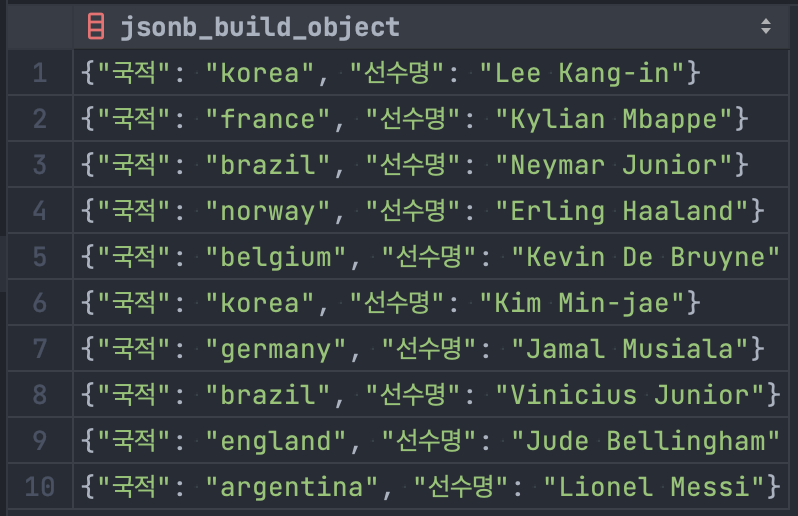 jsonb_build_object
1 {"국적": "korea", "선수명": "Lee Kang-in"}
2 {"국적": "france", "선수명": "Kylian Mbappe"}
3 {"국적": "brazil", "선수명": "Neymar Junior"}
4 {"국적": "norway", "선수명": "Erling Haaland"}
5 {"국적": "belgium", "선수명": "Kevin De Bruyne"
6 {"국적": "korea", "선수명": "Kim Min-jae"}
7 {"국적": "germany", "선수명": "Jamal Musiala"}
8 {"국적": "brazil", "선수명": "Vinicius Junior"}
9 {"국적": "england", "선수명": "Jude Bellingham"
10 {"국적": "argentina", "선수명": "Lionel Messi"}